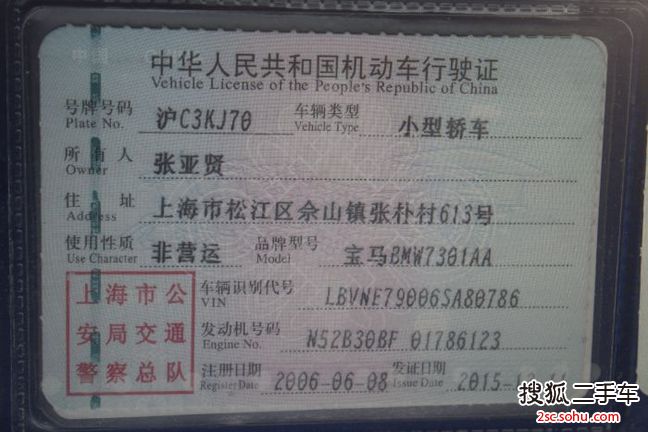 中华人民共和国机动车行驶证
Vehicle License of the People's Republic of China
号牌号码 沪C3KJ70 车辆类型 小型轿车
Plate No. Vehicle Type
所有人 张亚贤
Owner
住址 上海市松江区佘山镇张朴村613号
Address
使用性质 非营运 品牌型号 宝马BMW7301AA
Use Character Model
上海市公 车辆识别代号 LBVNE79006SA80786
VIN
安局交通 发动机号码 N52B30BF 01786123
Engine No.
警察总队 注册日期 2006-06-08 发证日期 2015-
Register Date Issue Date
搜狐二手车
2sc.sohu.com